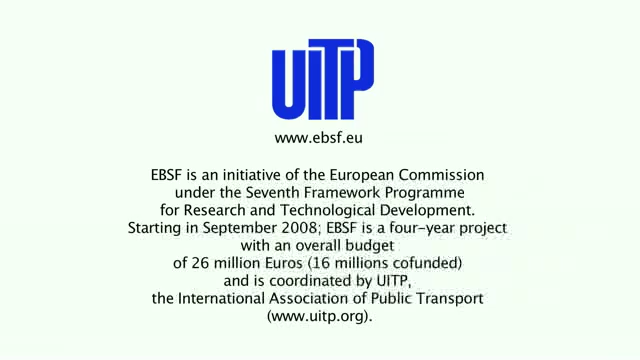 UITP
www.ebsf.eu
EBSF is an initiative of the European Commission
under the Seventh Framework Programme
for Research and Technological Development.
Starting in September 2008; EBSF is a four-year project
with an overall budget
of 26 million Euros (16 millions cofunded)
and is coordinated by UITP,
the International Association of Public Transport
(www.uitp.org).